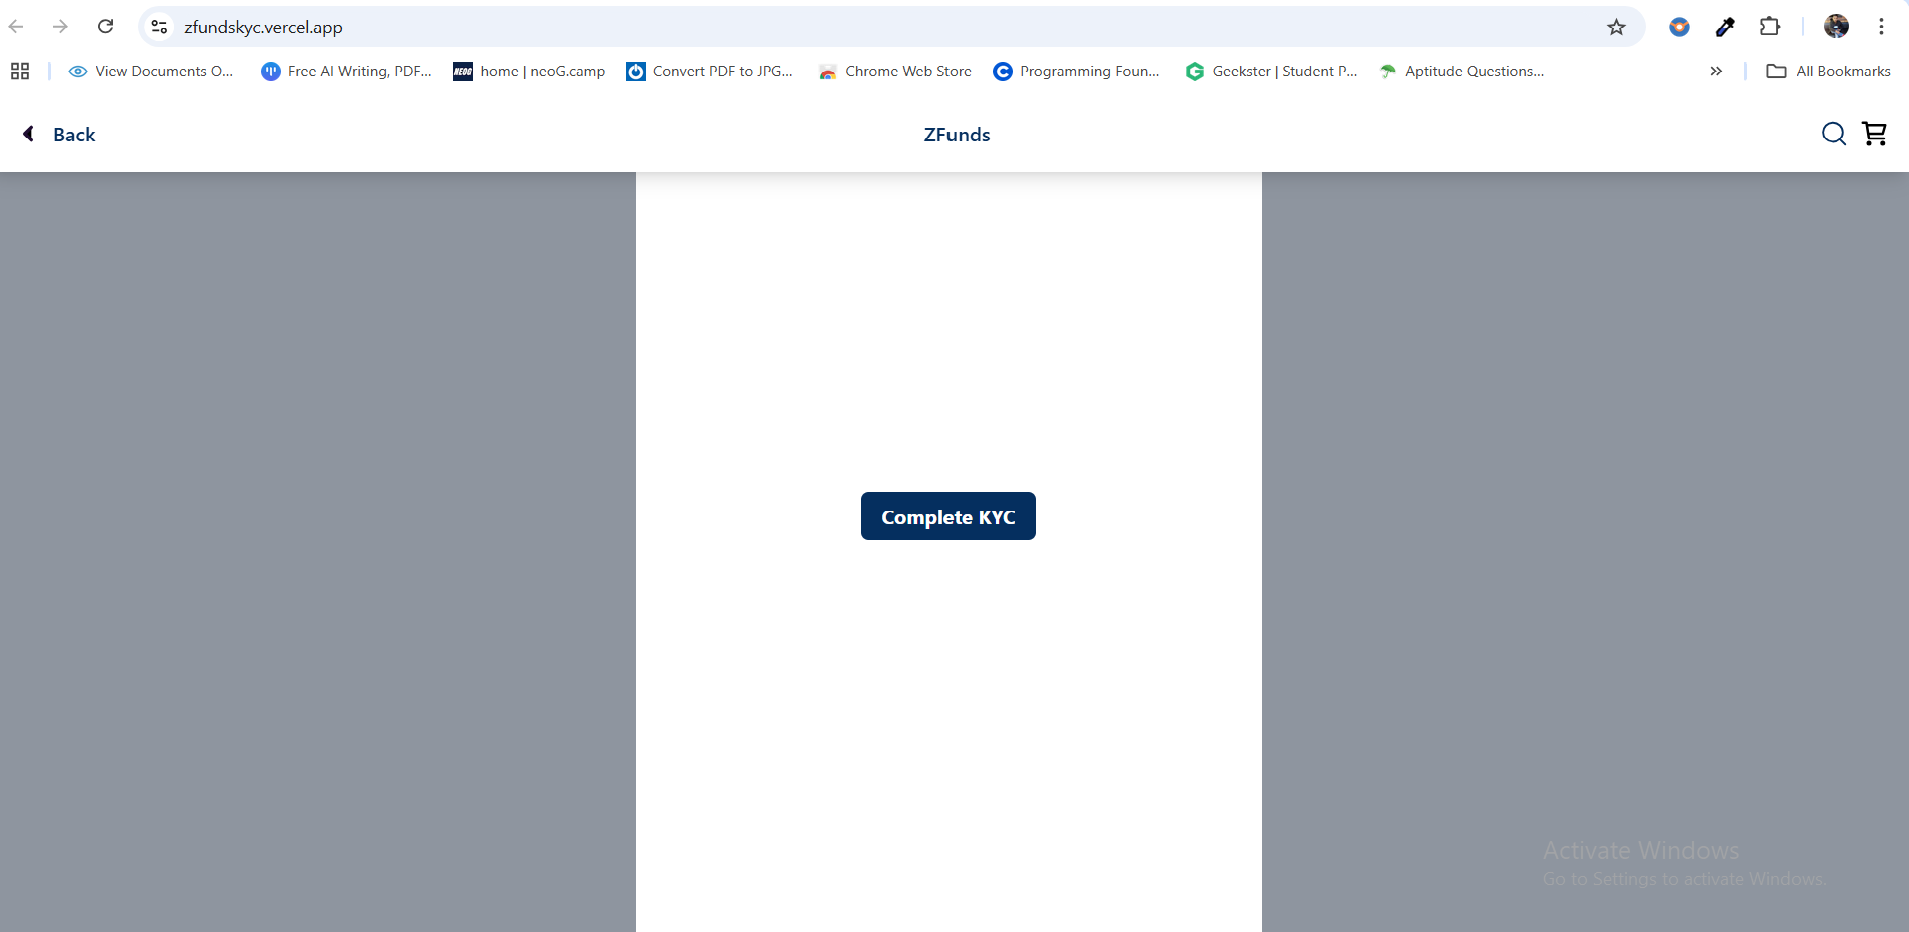 zfundskyc.vercel.app
View Documents O...
Free AI Writing, PDF...
NEOG
home | neoG.camp
Convert PDF to JPG...
Chrome Web Store
Programming Foun...
Geekster | Student P...
Aptitude Questions...
All Bookmarks
Back
ZFunds
Complete KYC
Activate Windows
Go to Settings to activate Windows.